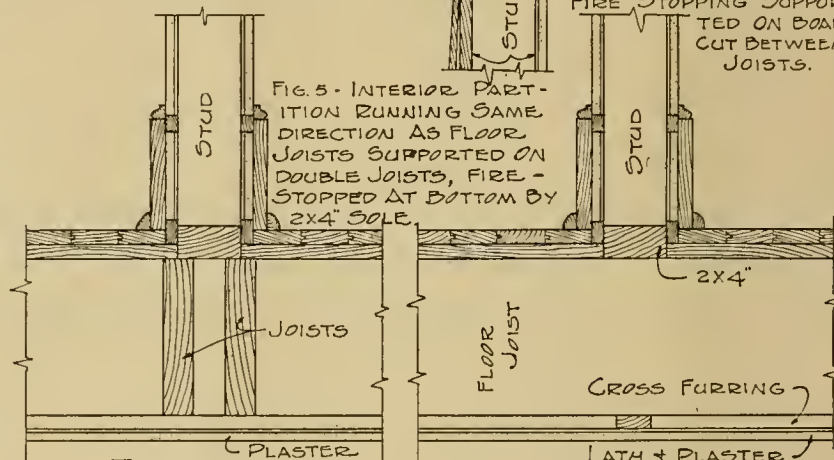 STUD
FIRE STOPPING SUPPOR
TED ON BOAR
CUT BETWEEN
JOISTS.
FIG. 5 - INTERIOR PART-
ITION RUNNING SAME
DIRECTION AS FLOOR
JOISTS SUPPORTED ON
DOUBLE JOISTS, FIRE-
STOPPED AT BOTTOM BY
2X4" SOLE
STUD
STUD
2X4"
JOISTS
FLOOR
JOIST
CROSS FURRING
PLASTER
LATH & PLASTER